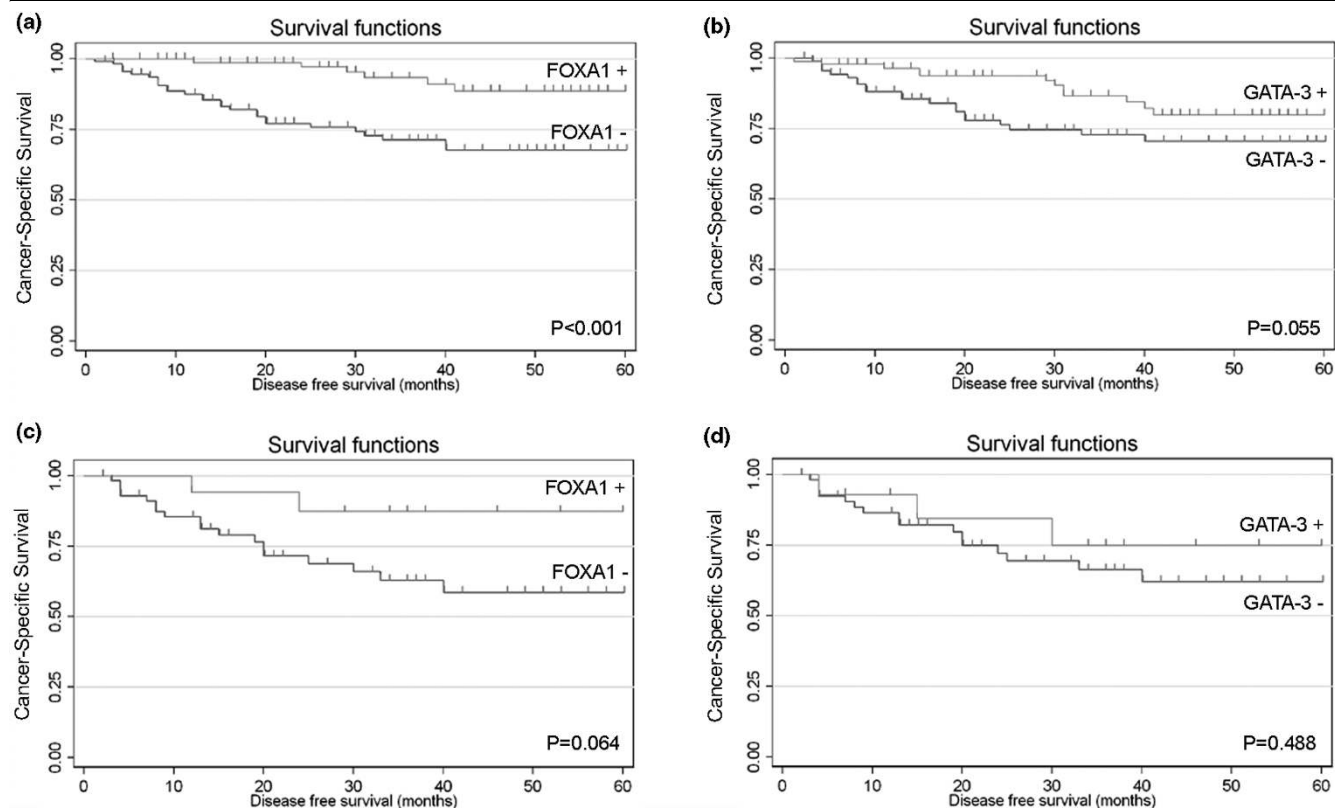 (a)
Survival functions
1.00
0.75
0.50
0.25
0.00
Cancer-Specific Survival
FOXA1 +
FOXA1 -
P<0.001
0 10 20 30 40 50 60
Disease free survival (months)
(b)
Survival functions
1.00
0.75
0.50
0.25
0.00
Cancer-Specific Survival
GATA-3 +
GATA-3 -
P=0.055
0 10 20 30 40 50 60
Disease free survival (months)
(c)
Survival functions
1.00
0.75
0.50
0.25
0.00
Cancer-Specific Survival
FOXA1 +
FOXA1 -
P=0.064
0 10 20 30 40 50 60
Disease free survival (months)
(d)
Survival functions
1.00
0.75
0.50
0.25
0.00
Cancer-Specific Survival
GATA-3 +
GATA-3 -
P=0.488
0 10 20 30 40 50 60
Disease free survival (months)